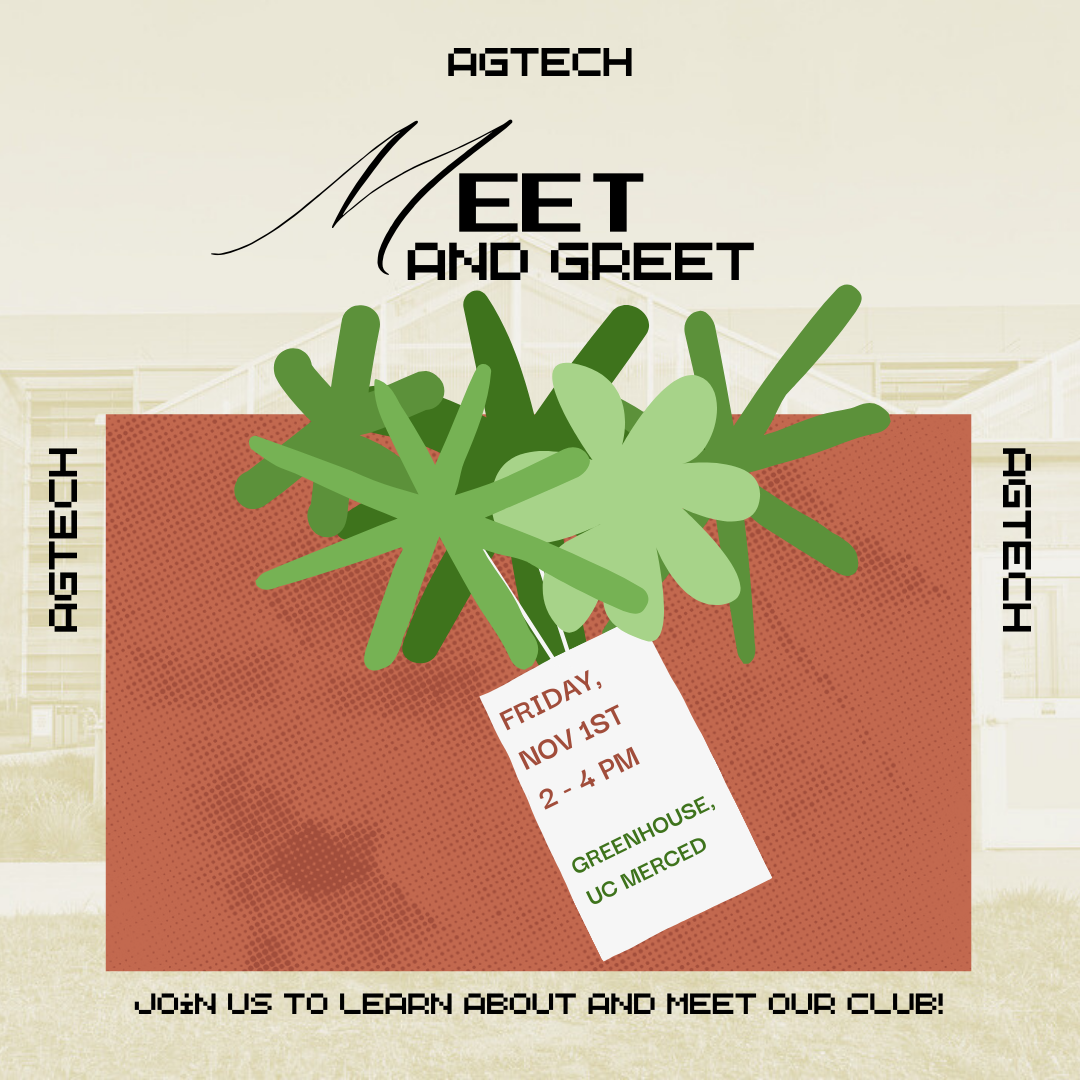 AGTECH
MEET
AND GREET
AGTECH
AGTECH
FRIDAY,
NOV 1ST
2 - 4 PM
GREENHOUSE,
UC MERCED
JOiN US TO LEARN ABOUT AND MEET OUR CLUB!